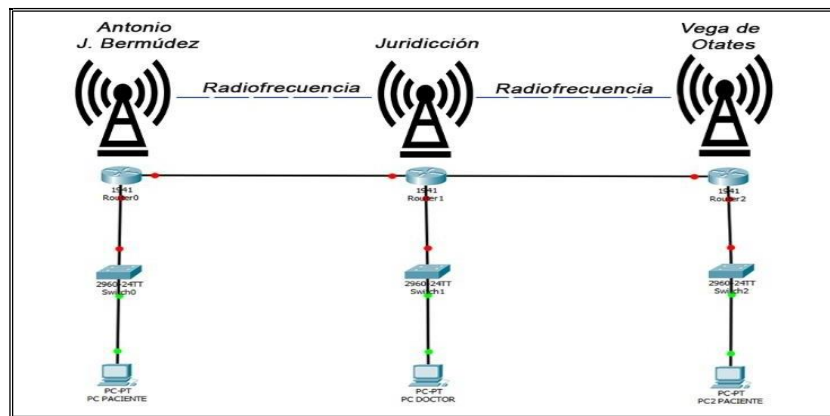 Antonio
J. Bermúdez
Juridicción
Vega de
Otates
Radiofrecuencia
Radiofrecuencia
1941
Router0
1941
Router1
1941
Router2
2960-24TT
Switch0
2960-24TT
Switch1
2960-24TT
Switch2
PC-PT
PC PACIENTE
PC-PT
PC DOCTOR
PC-PT
PC2 PACIENTE